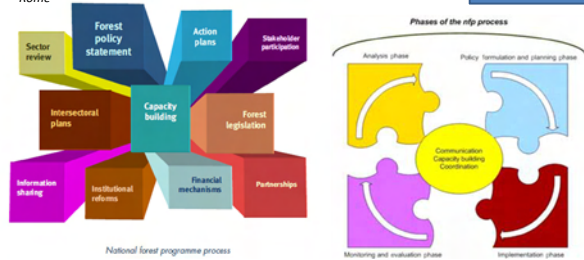 home
Sector
review
Forest
policy
statement
Action
plans
Stakeholder
participation
Intersectoral
plans
Capacity
building
Forest
legislation
Information
sharing
Institutional
reforms
Financial
mechanisms
Partnerships
National forest programme process
Phases of the nfp process
Analysis phase
Policy formulation and planning phase
Communication
Capacity building
Coordination
Monitoring and evaluation phase
Implementation phase